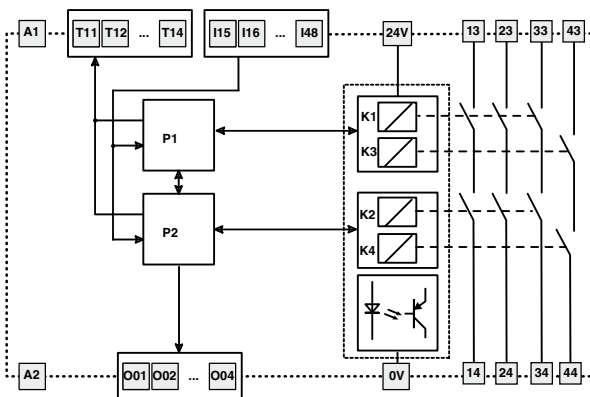 A1 T11 T12 ... T14 I15 I16 ... I48 24V 13 23 33 43
K1
P1
K3
K2
P2
K4
A2 O01 O02 ... O04 0V 14 24 34 44